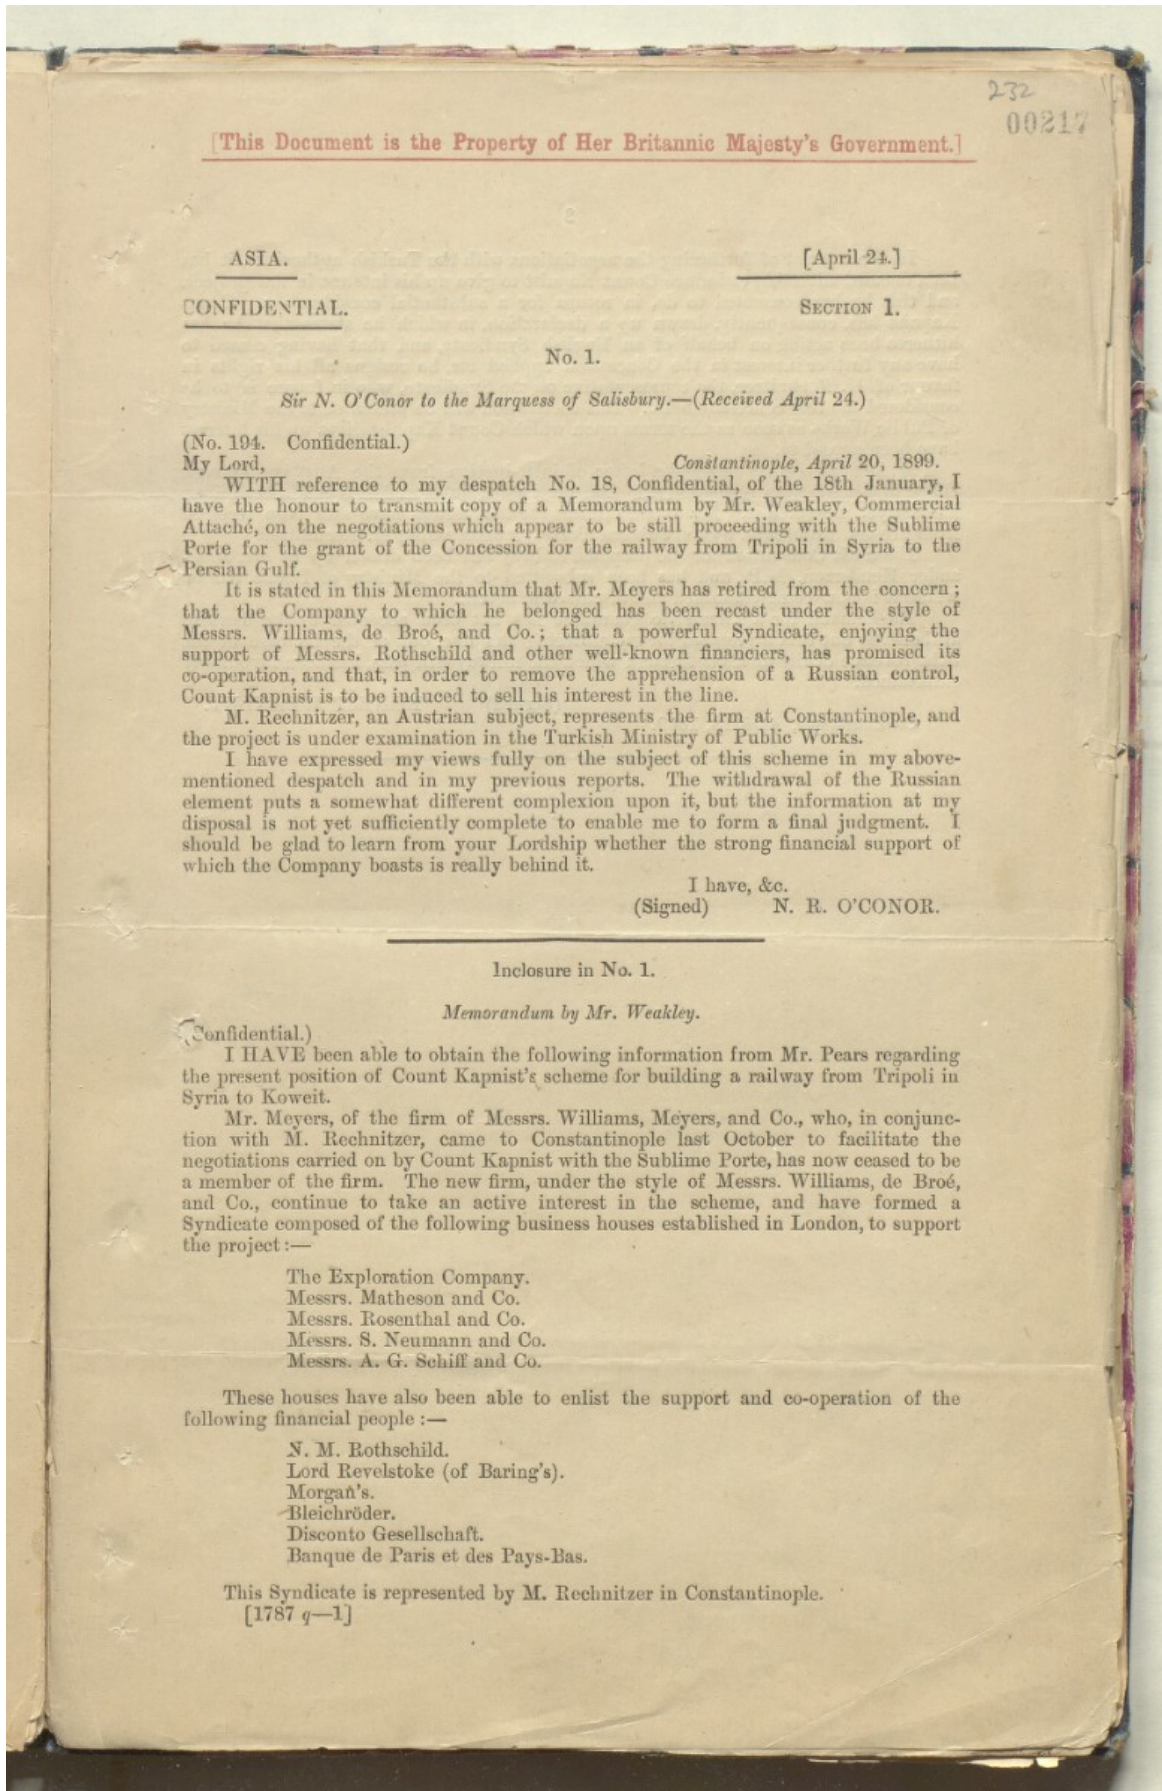 232
00217
[This Document is the Property of Her Britannic Majesty's Government.]
ASIA.
[April 24.]
CONFIDENTIAL.
SECTION 1.
No. 1.
Sir N. O'Conor to the Marquess of Salisbury.—(Received April 24.)
(No. 194. Confidential.)
My Lord, Constantinople, April 20, 1899.
WITH reference to my despatch No. 18, Confidential, of the 18th January, I
have the honour to transmit copy of a Memorandum by Mr. Weakley, Commercial
Attaché, on the negotiations which appear to be still proceeding with the Sublime
Porte for the grant of the Concession for the railway from Tripoli in Syria to the
Persian Gulf.
It is stated in this Memorandum that Mr. Meyers has retired from the concern;
that the Company to which he belonged has been recast under the style of
Messrs. Williams, de Broé, and Co.; that a powerful Syndicate, enjoying the
support of Messrs. Rothschild and other well-known financiers, has promised its
co-operation, and that, in order to remove the apprehension of a Russian control,
Count Kapnist is to be induced to sell his interest in the line.
M. Rechnitzer, an Austrian subject, represents the firm at Constantinople, and
the project is under examination in the Turkish Ministry of Public Works.
I have expressed my views fully on the subject of this scheme in my above-
mentioned despatch and in my previous reports. The withdrawal of the Russian
element puts a somewhat different complexion upon it, but the information at my
disposal is not yet sufficiently complete to enable me to form a final judgment. I
should be glad to learn from your Lordship whether the strong financial support of
which the Company boasts is really behind it.
I have, &c.
(Signed) N. R. O'CONOR.
Inclosure in No. 1.
Memorandum by Mr. Weakley.
(Confidential.)
I HAVE been able to obtain the following information from Mr. Pears regarding
the present position of Count Kapnist's scheme for building a railway from Tripoli in
Syria to Koweit.
Mr. Meyers, of the firm of Messrs. Williams, Meyers, and Co., who, in conjunc-
tion with M. Rechnitzer, came to Constantinople last October to facilitate the
negotiations carried on by Count Kapnist with the Sublime Porte, has now ceased to be
a member of the firm. The new firm, under the style of Messrs. Williams, de Broé,
and Co., continue to take an active interest in the scheme, and have formed a
Syndicate composed of the following business houses established in London, to support
the project:—
The Exploration Company.
Messrs. Matheson and Co.
Messrs. Rosenthal and Co.
Messrs. S. Neumann and Co.
Messrs. A. G. Schiff and Co.
These houses have also been able to enlist the support and co-operation of the
following financial people:—
N. M. Rothschild.
Lord Revelstoke (of Baring's).
Morgan's.
Bleichröder.
Disconto Gesellschaft.
Banque de Paris et des Pays-Bas.
This Syndicate is represented by M. Rechnitzer in Constantinople.
[1787 q—1]